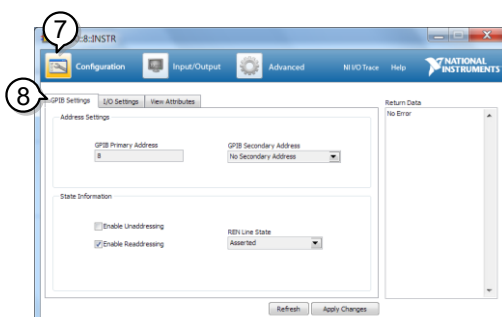 7
::8::INSTR
Configuration Input/Output Advanced NI I/O Trace Help NATIONAL INSTRUMENTS
8
GPIB Settings I/O Settings View Attributes
Return Data
No Error
Address Settings
GPIB Primary Address GPIB Secondary Address
8 No Secondary Address
State Information
Enable Unaddressing
Enable Readdressing
REN Line State
Asserted
Refresh Apply Changes